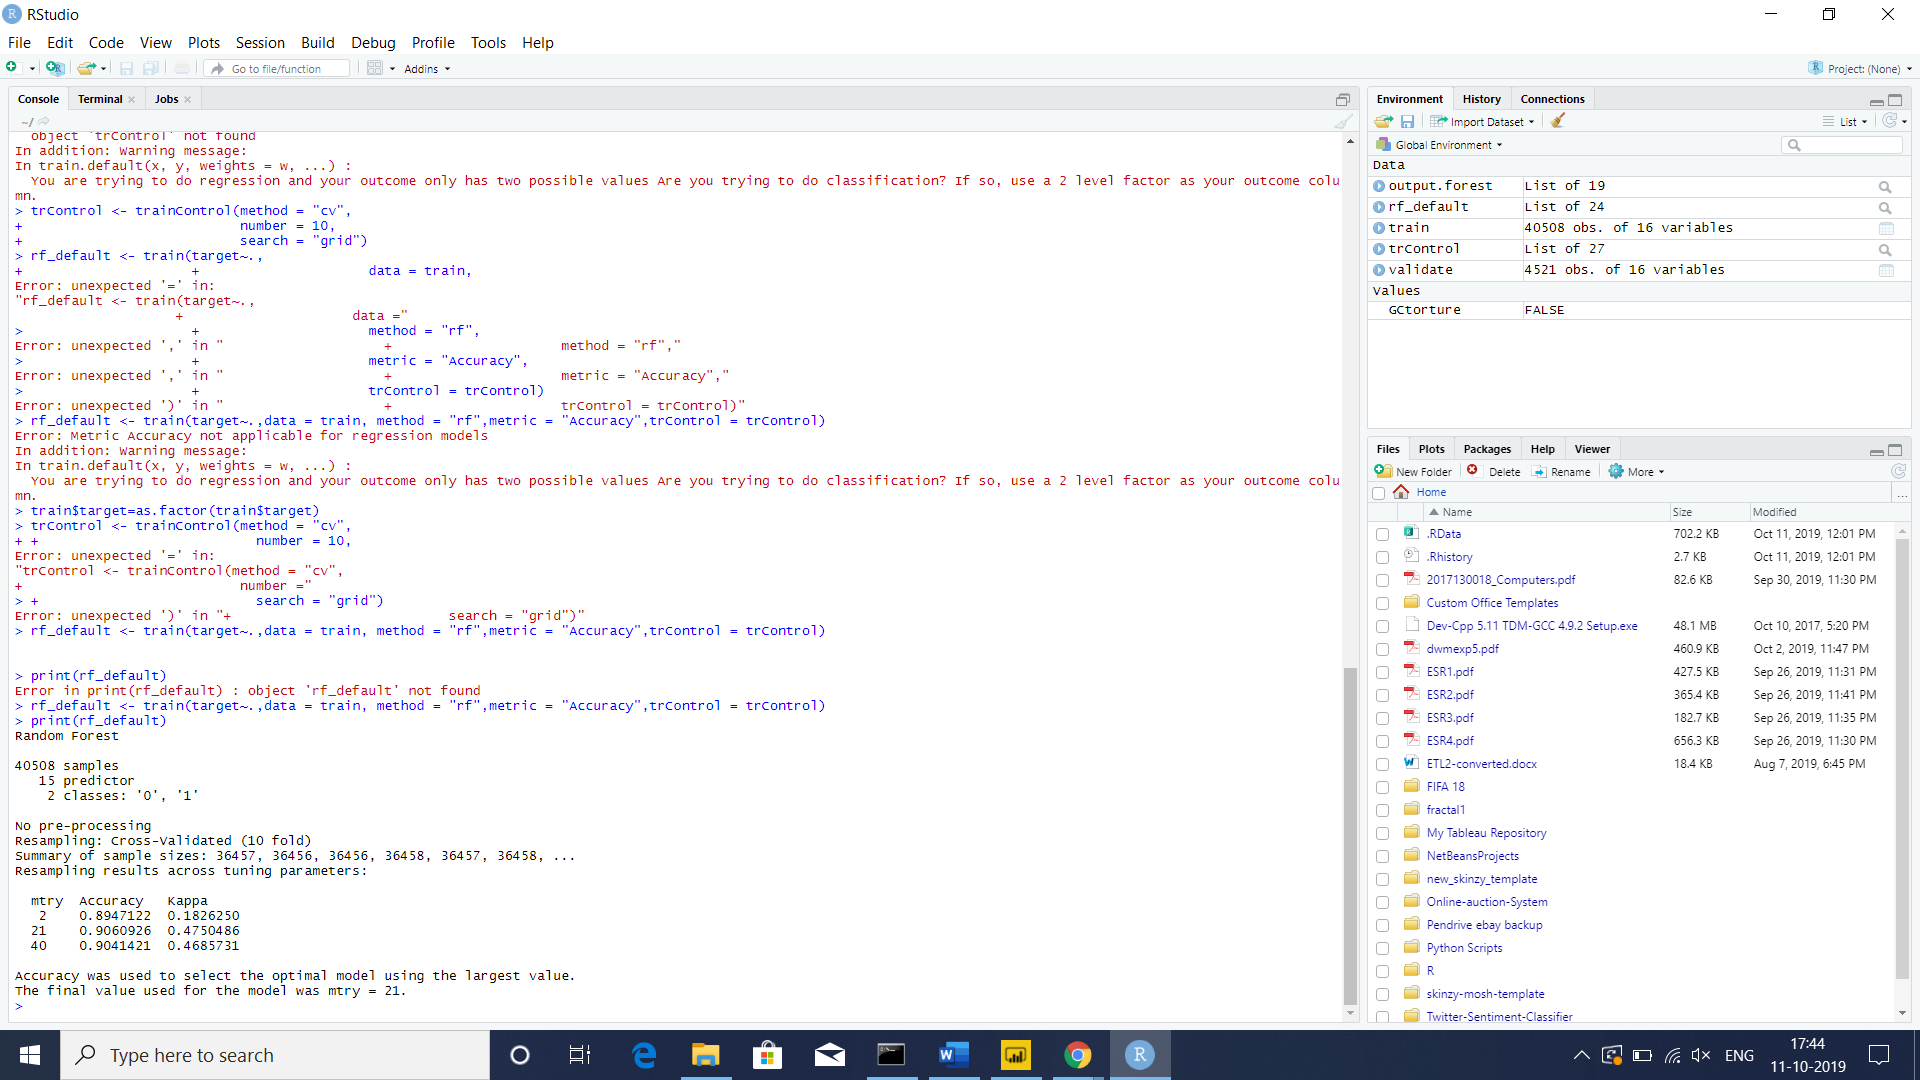 RStudio
File Edit Code View Plots Session Build Debug Profile Tools Help
Go to file/function Addins Project: (None)
Console Terminal Jobs
~/
object 'trControl' not found
In addition: Warning message:
In train.default(x, y, weights = w, ...) :
You are trying to do regression and your outcome only has two possible values Are you trying to do classification? If so, use a 2 level factor as your outcome colu
mn.
> trControl <- trainControl(method = "cv",
+ number = 10,
+ search = "grid")
> rf_default <- train(target~.,
+ + data = train,
Error: unexpected '=' in:
"rf_default <- train(target~.,
+ data ="
> + method = "rf",
Error: unexpected ',' in " + method = "rf","
> + metric = "Accuracy",
Error: unexpected ',' in " + metric = "Accuracy","
> + trControl = trControl)
Error: unexpected ')' in " + trControl = trControl)"
> rf_default <- train(target~.,data = train, method = "rf",metric = "Accuracy",trControl = trControl)
Error: Metric Accuracy not applicable for regression models
In addition: Warning message:
In train.default(x, y, weights = w, ...) :
You are trying to do regression and your outcome only has two possible values Are you trying to do classification? If so, use a 2 level factor as your outcome colu
mn.
> train$target=as.factor(train$target)
> trControl <- trainControl(method = "cv",
+ + number = 10,
Error: unexpected '=' in:
"trControl <- trainControl(method = "cv",
+ number ="
> + search = "grid")
Error: unexpected ')' in "+ search = "grid")"
> rf_default <- train(target~.,data = train, method = "rf",metric = "Accuracy",trControl = trControl)
> print(rf_default)
Error in print(rf_default) : object 'rf_default' not found
> rf_default <- train(target~.,data = train, method = "rf",metric = "Accuracy",trControl = trControl)
> print(rf_default)
Random Forest
40508 samples
15 predictor
2 classes: '0', '1'
No pre-processing
Resampling: Cross-Validated (10 fold)
Summary of sample sizes: 36457, 36456, 36456, 36458, 36457, 36458, ...
Resampling results across tuning parameters:
mtry Accuracy Kappa
2 0.8947122 0.1826250
21 0.9060926 0.4750486
40 0.9041421 0.4685731
Accuracy was used to select the optimal model using the largest value.
The final value used for the model was mtry = 21.
>
Environment History Connections
Import Dataset List
Global Environment
Data
output.forest List of 19
rf_default List of 24
train 40508 obs. of 16 variables
trControl List of 27
validate 4521 obs. of 16 variables
Values
GCtorture FALSE
Files Plots Packages Help Viewer
New Folder Delete Rename More
Home ...
Name Size Modified
.RData 702.2 KB Oct 11, 2019, 12:01 PM
.Rhistory 2.7 KB Oct 11, 2019, 12:01 PM
2017130018_Computers.pdf 82.6 KB Sep 30, 2019, 11:30 PM
Custom Office Templates
Dev-Cpp 5.11 TDM-GCC 4.9.2 Setup.exe 48.1 MB Oct 10, 2017, 5:20 PM
dwmexp5.pdf 460.9 KB Oct 2, 2019, 11:47 PM
ESR1.pdf 427.5 KB Sep 26, 2019, 11:31 PM
ESR2.pdf 365.4 KB Sep 26, 2019, 11:41 PM
ESR3.pdf 182.7 KB Sep 26, 2019, 11:35 PM
ESR4.pdf 656.3 KB Sep 26, 2019, 11:30 PM
ETL2-converted.docx 18.4 KB Aug 7, 2019, 6:45 PM
FIFA 18
fractal1
My Tableau Repository
NetBeansProjects
new_skinzy_template
Online-auction-System
Pendrive ebay backup
Python Scripts
R
skinzy-mosh-template
Twitter-Sentiment-Classifier
Type here to search
ENG
17:44
11-10-2019